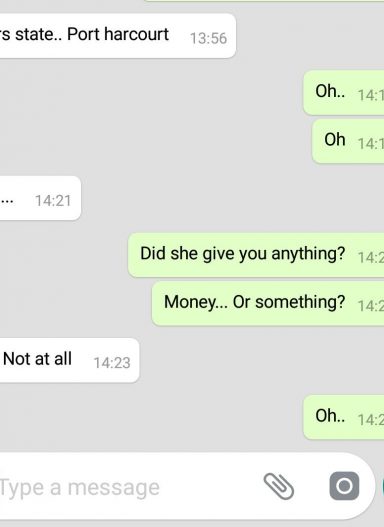 rs state.. Port harcourt 13:56
Oh.. 14:1
Oh 14:1
... 14:21
Did she give you anything? 14:2
Money... Or something? 14:2
Not at all 14:23
Oh.. 14:2
Type a message